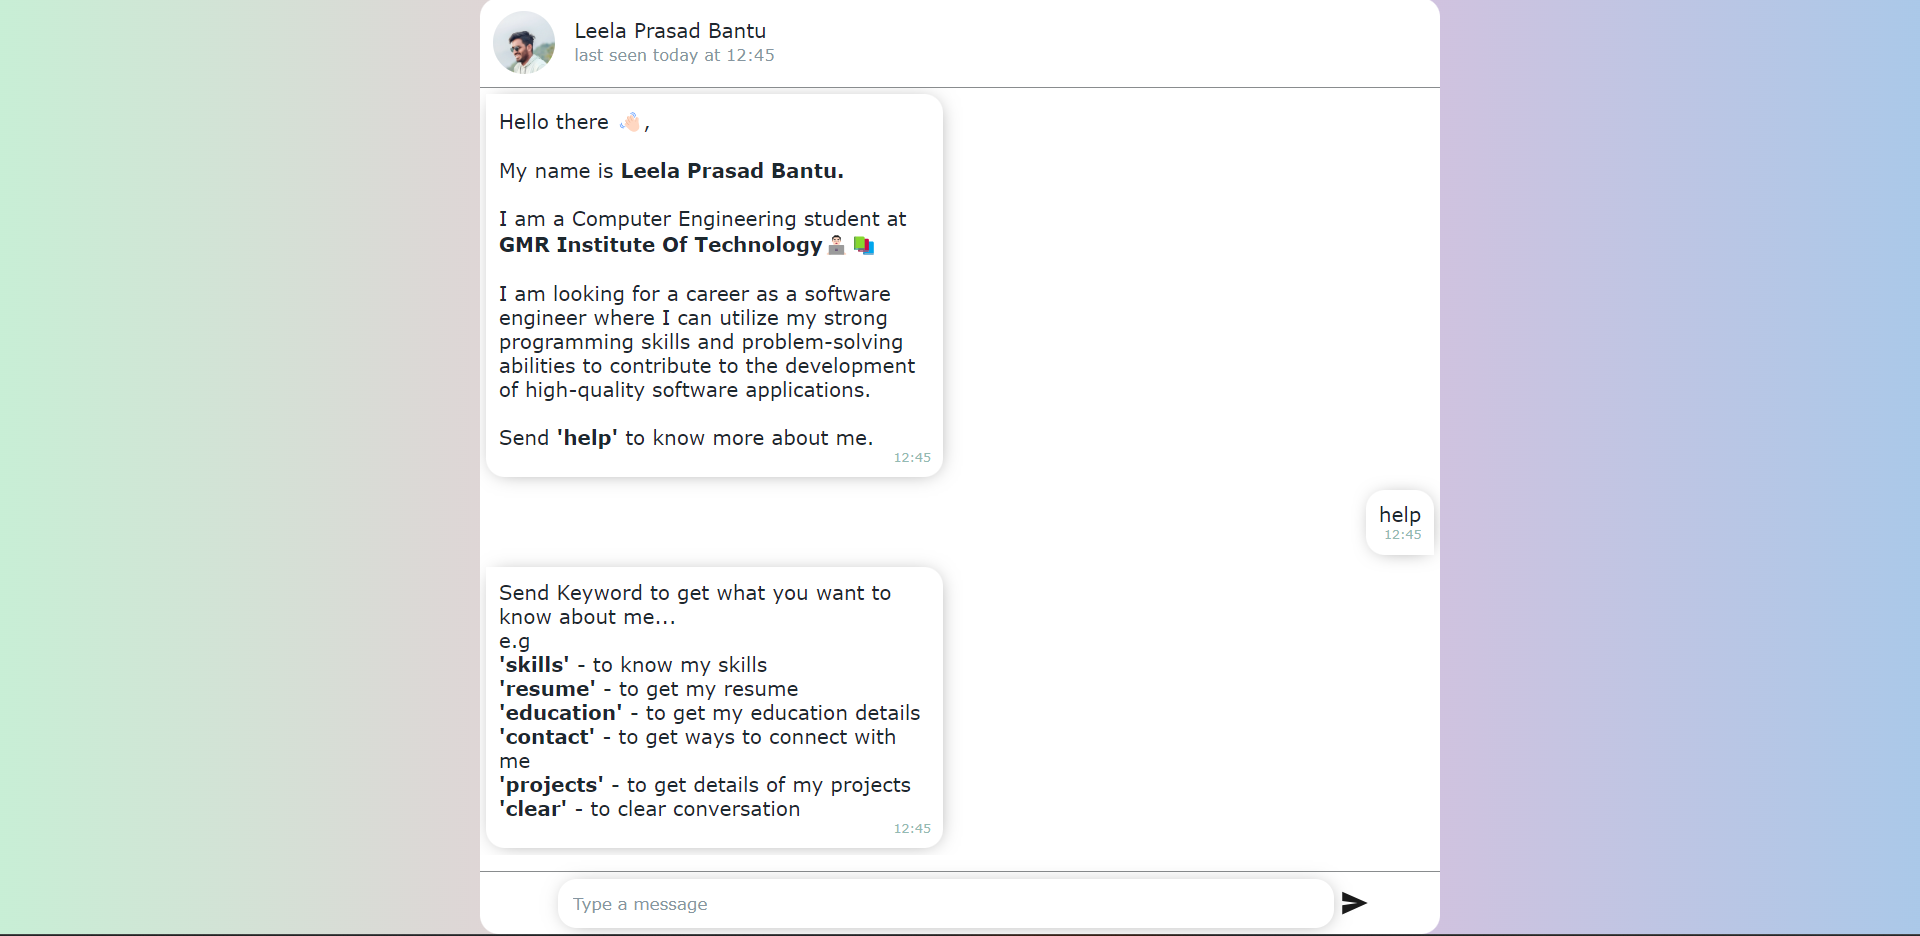 Leela Prasad Bantu
last seen today at 12:45
Hello there 👋🏻,
My name is Leela Prasad Bantu.
I am a Computer Engineering student at
GMR Institute Of Technology👨🏻‍💻 📚
I am looking for a career as a software
engineer where I can utilize my strong
programming skills and problem-solving
abilities to contribute to the development
of high-quality software applications.
Send 'help' to know more about me.
12:45
help
12:45
Send Keyword to get what you want to
know about me...
e.g
'skills' - to know my skills
'resume' - to get my resume
'education' - to get my education details
'contact' - to get ways to connect with
me
'projects' - to get details of my projects
'clear' - to clear conversation
12:45
Type a message